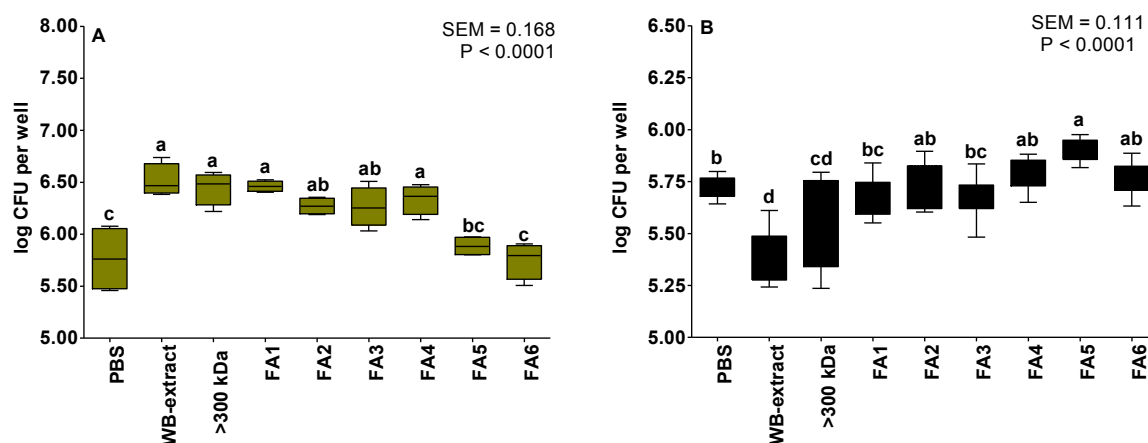 A
SEM = 0.168
P < 0.0001
log CFU per well
8.00
7.50
7.00
6.50
6.00
5.50
5.00
c
a
a
a
ab
ab
a
bc
c
PBS
WB-extract
>300 kDa
FA1
FA2
FA3
FA4
FA5
FA6
B
SEM = 0.111
P < 0.0001
log CFU per well
6.50
6.25
6.00
5.75
5.50
5.25
5.00
b
d
cd
bc
ab
bc
ab
a
ab
PBS
WB-extract
>300 kDa
FA1
FA2
FA3
FA4
FA5
FA6